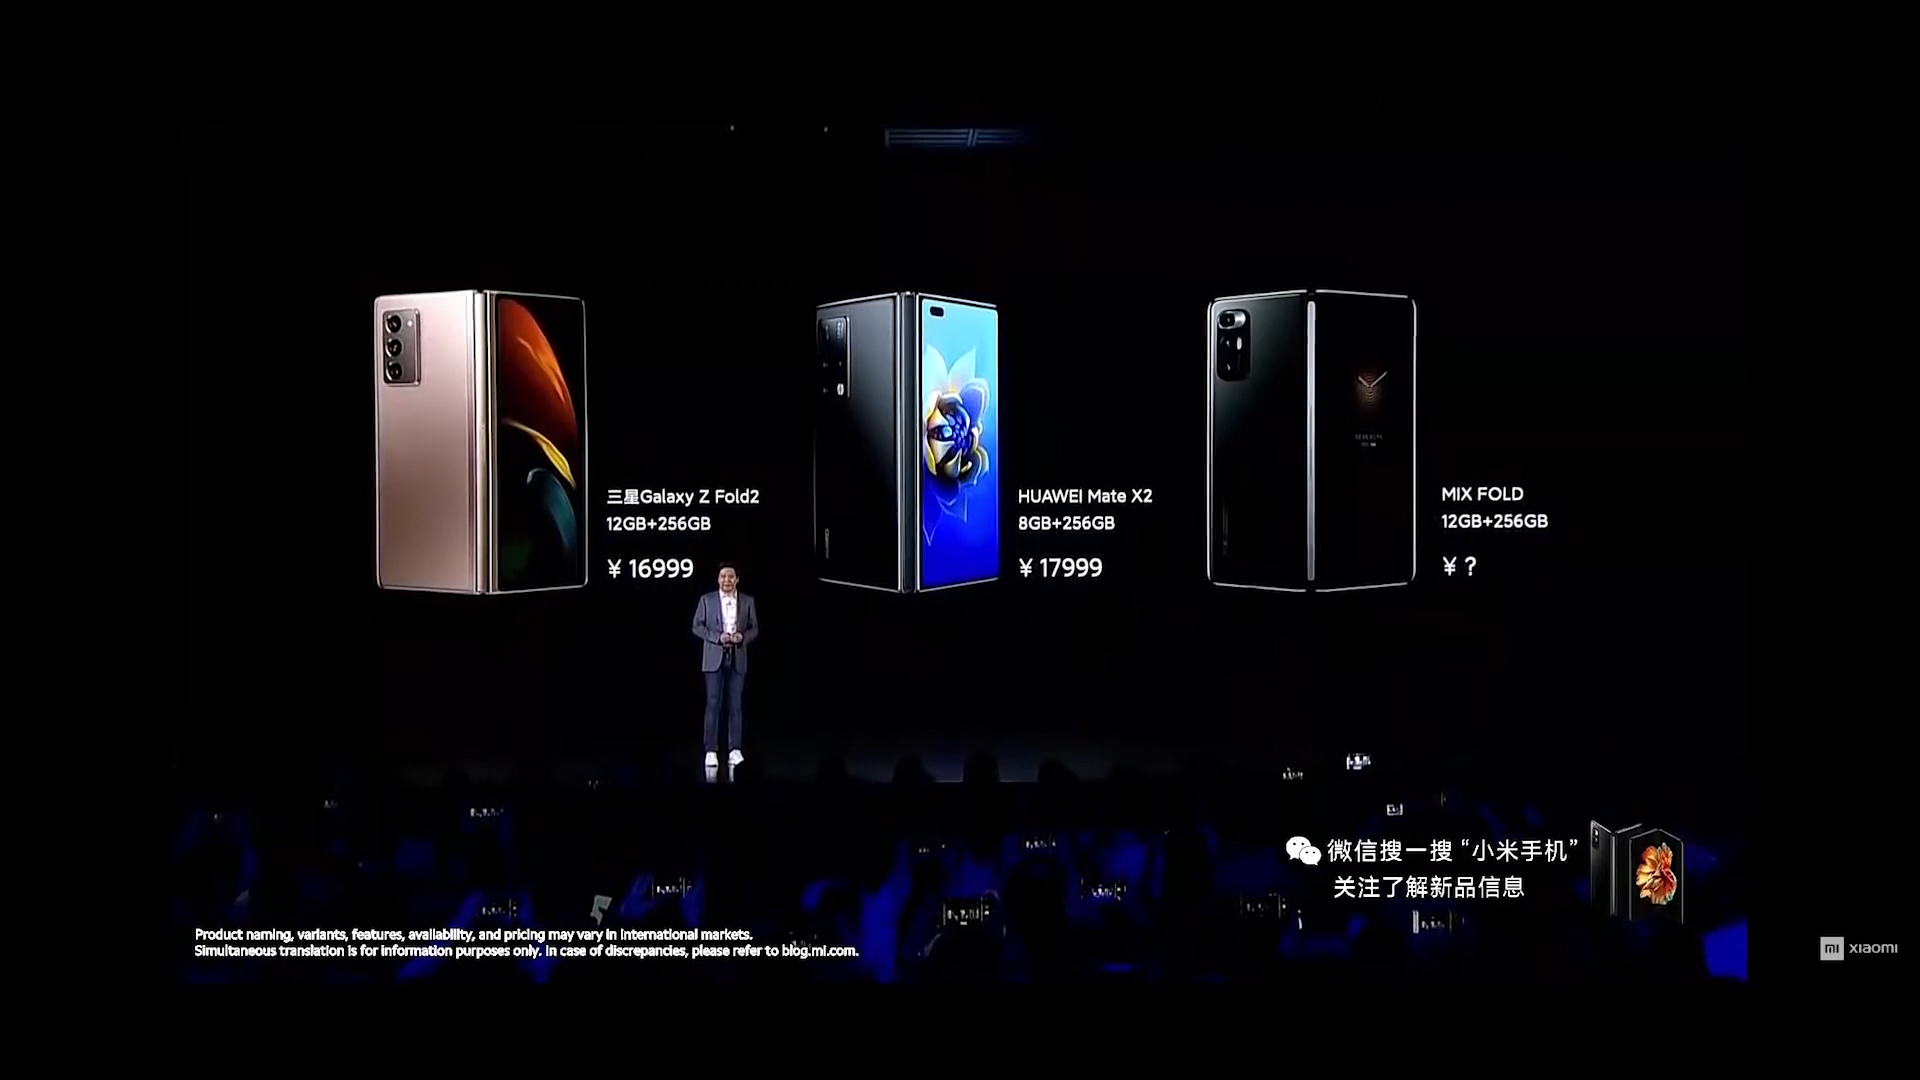 三星Galaxy Z Fold2
12GB+256GB
¥ 16999
HUAWEI Mate X2
8GB+256GB
¥ 17999
MIX FOLD
12GB+256GB
¥ ?
微信搜一搜 “小米手机”
关注了解新品信息
Product naming, variants, features, availability, and pricing may vary in international markets.
Simultaneous translation is for information purposes only. In case of discrepancies, please refer to blog.mi.com.
mi xiaomi